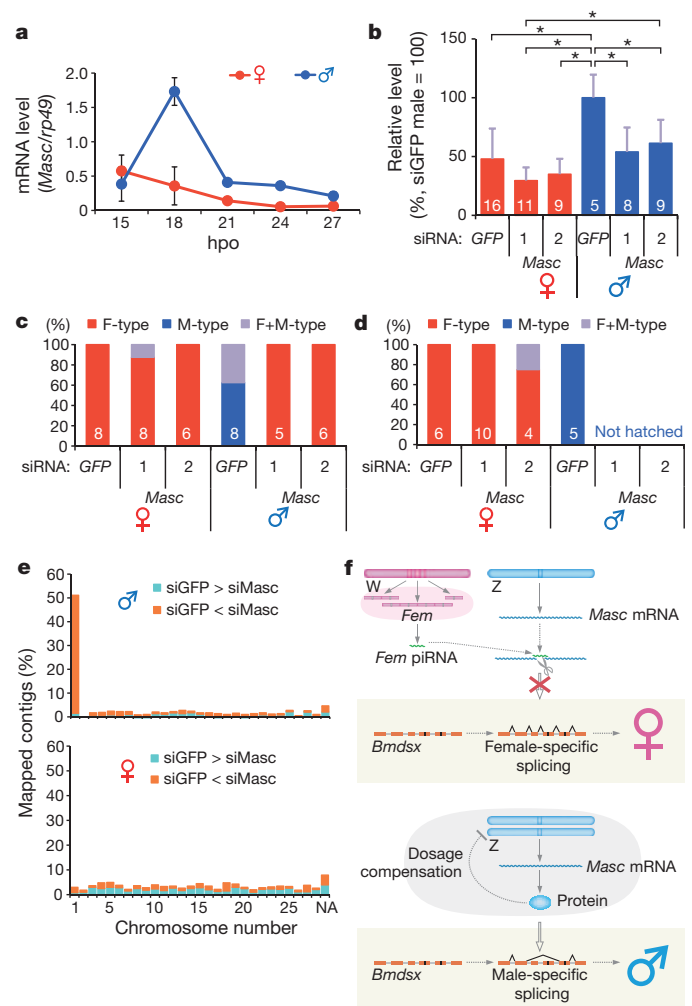 a
♀ ♂
mRNA level
(Masc/rp49)
2.0
1.5
1.0
0.5
0
15 18 21 24 27
hpo
b
* *
* *
* * *
Relative level
(%, siGFP male = 100)
150
100
50
0
16 11 9 5 8 9
siRNA: GFP 1 2 GFP 1 2
Masc Masc
♀ ♂
c
(%) F-type M-type F+M-type
100
80
60
40
20
0
8 8 6 8 5 6
siRNA: GFP 1 2 GFP 1 2
Masc Masc
♀ ♂
d
(%) F-type M-type F+M-type
100
80
60
40
20
0
6 10 4 5 Not hatched
siRNA: GFP 1 2 GFP 1 2
Masc Masc
♀ ♂
e
Mapped contigs (%)
60
50
40
30
20
10
0
♂
siGFP > siMasc
siGFP < siMasc
60
50
40
30
20
10
0
♀
siGFP > siMasc
siGFP < siMasc
1 5 10 15 20 25 NA
Chromosome number
f
W Z
Fem
Masc mRNA
Fem piRNA
Bmdsx
Female-specific
splicing
♀
Z
Dosage
compensation
Masc mRNA
Protein
Bmdsx
Male-specific
splicing
♂